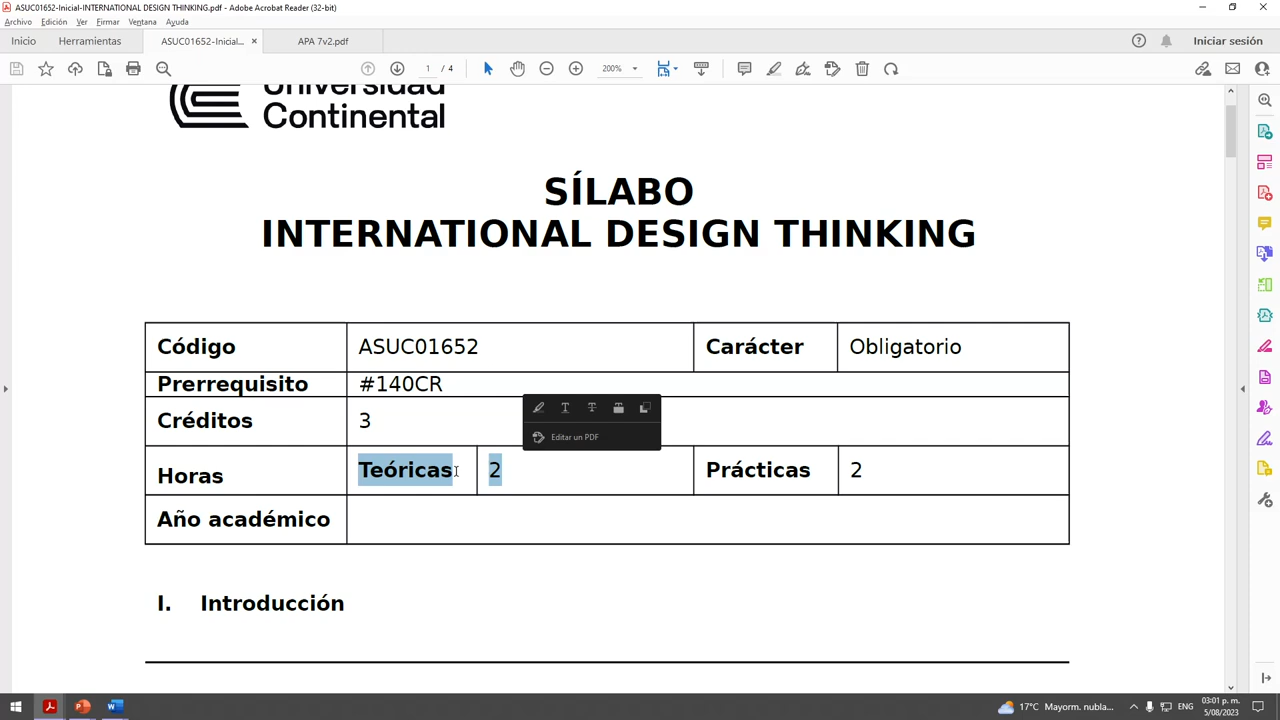 ASUC01652-Inicial-INTERNATIONAL DESIGN THINKING.pdf - Adobe Acrobat Reader (32-bit)
Archivo Edición Ver Firmar Ventana Ayuda
Inicio Herramientas ASUC01652-Inicial... × APA 7v2.pdf Iniciar sesión
1 / 4 200%
Universidad
Continental
SÍLABO
INTERNATIONAL DESIGN THINKING
Código ASUC01652 Carácter Obligatorio
Prerrequisito #140CR
Créditos 3
Editar un PDF
Horas Teóricas 2 Prácticas 2
Año académico
I. Introducción
17°C Mayorm. nubla... ENG 03:01 p. m.
5/08/2023